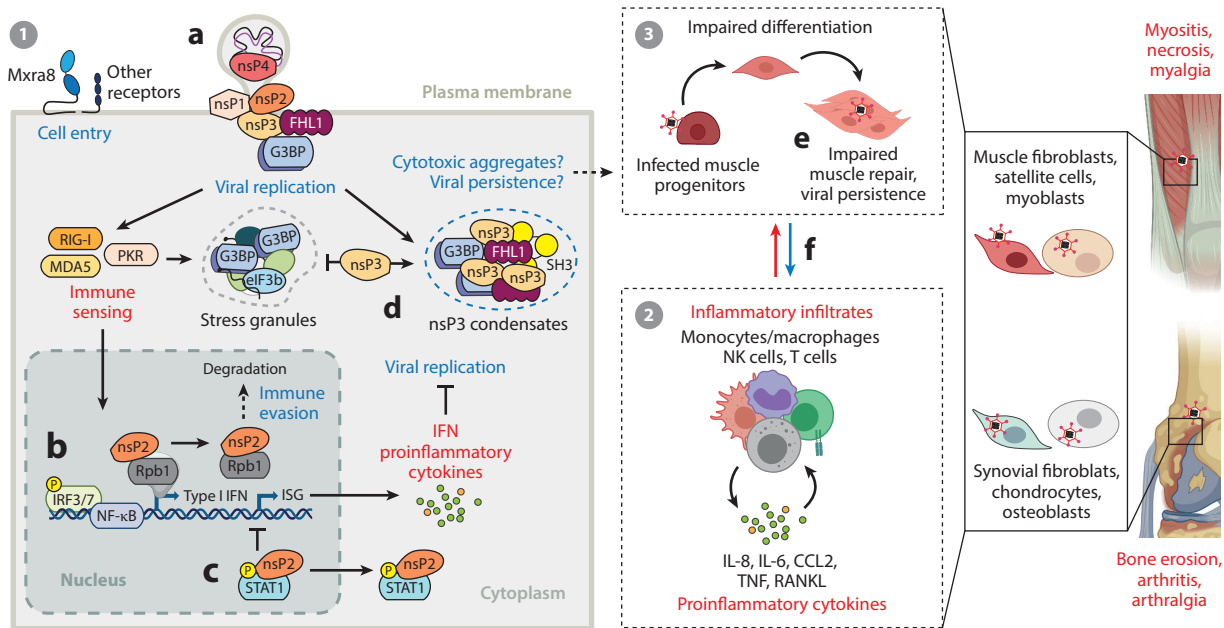 1
a
Mxra8
Other
receptors
Cell entry
nsP4
nsP1
nsP2
nsP3
FHL1
G3BP
Plasma membrane
Viral replication
Cytotoxic aggregates?
Viral persistence?
RIG-I
MDA5
PKR
Immune
sensing
G3BP
G3BP
eIF3b
Stress granules
nsP3
d
nsP3
G3BP
FHL1
nsP3
nsP3
SH3
nsP3 condensates
Degradation
Immune
evasion
b
nsP2
Rpb1
nsP2
Rpb1
P
IRF3/7
NF-κB
Type I IFN
ISG
Viral replication
IFN
proinflammatory
cytokines
c
P
nsP2
STAT1
P
nsP2
STAT1
Nucleus
Cytoplasm
3
Impaired differentiation
Infected muscle
progenitors
e
Impaired
muscle repair,
viral persistence
f
2
Inflammatory infiltrates
Monocytes/macrophages
NK cells, T cells
IL-8, IL-6, CCL2,
TNF, RANKL
Proinflammatory cytokines
Muscle fibroblasts,
satellite cells,
myoblasts
Synovial fibroblats,
chondrocytes,
osteoblasts
Myositis,
necrosis,
myalgia
Bone erosion,
arthritis,
arthralgia